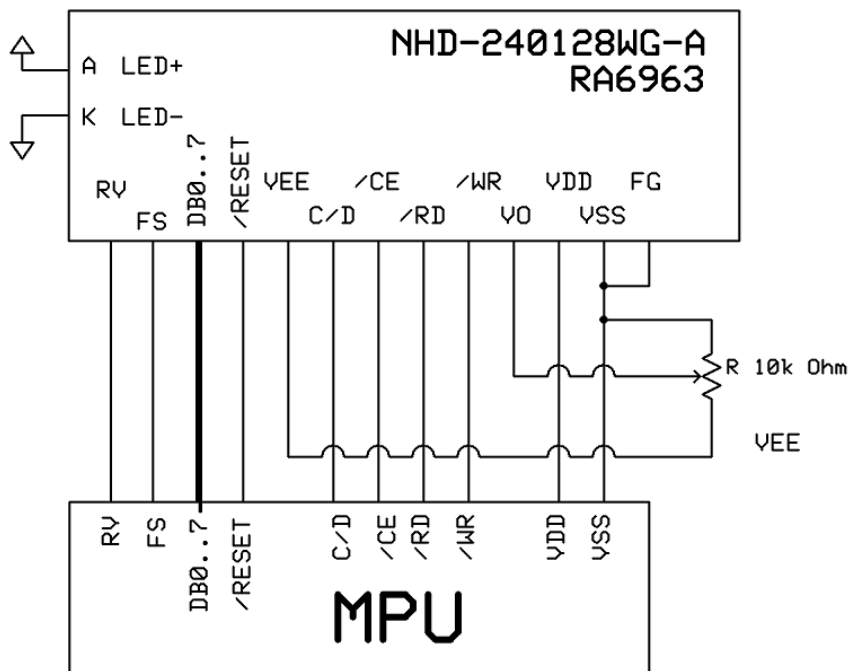 NHD-240128WG-A
RA6963
A LED+
K LED-
RV
FS
DB0..7
/RESET
VEE
C/D
/CE
/RD
/WR
VO
VDD
VSS
FG
R 10k Ohm
VEE
RV
FS
DB0..7
/RESET
C/D
/CE
/RD
/WR
VDD
VSS
MPU